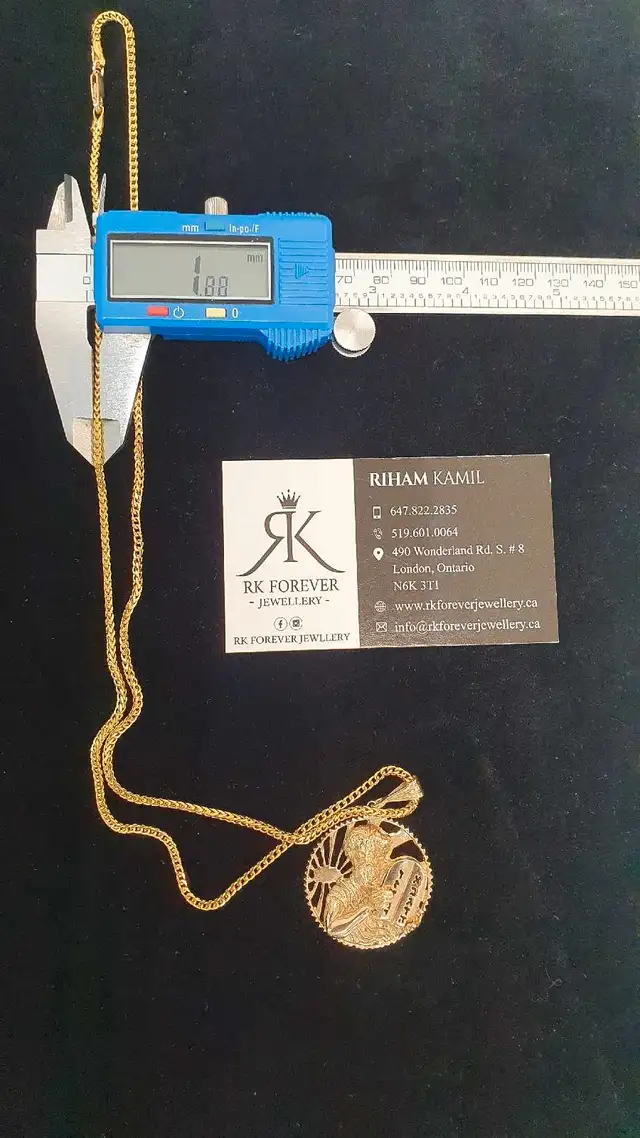 mm In-po./F
mm
1
1.88
0
70 80 90 100 110 120 130 140 150
3 4 5
RK
RK FOREVER
- JEWELLERY -
RK FOREVER JEWLLERY
RIHAM KAMIL
647.822.2835
519.601.0064
490 Wonderland Rd. S. # 8
London, Ontario
N6K 3T1
www.rkforeverjewellery.ca
info@rkforeverjewellery.ca